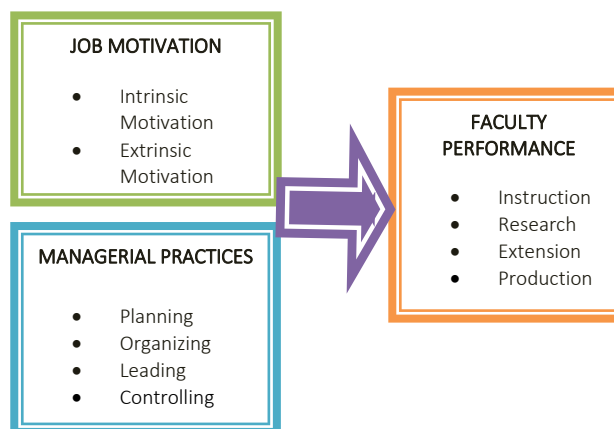 JOB MOTIVATION
● Intrinsic
Motivation
● Extrinsic
Motivation
MANAGERIAL PRACTICES
● Planning
● Organizing
● Leading
● Controlling
FACULTY
PERFORMANCE
● Instruction
● Research
● Extension
● Production